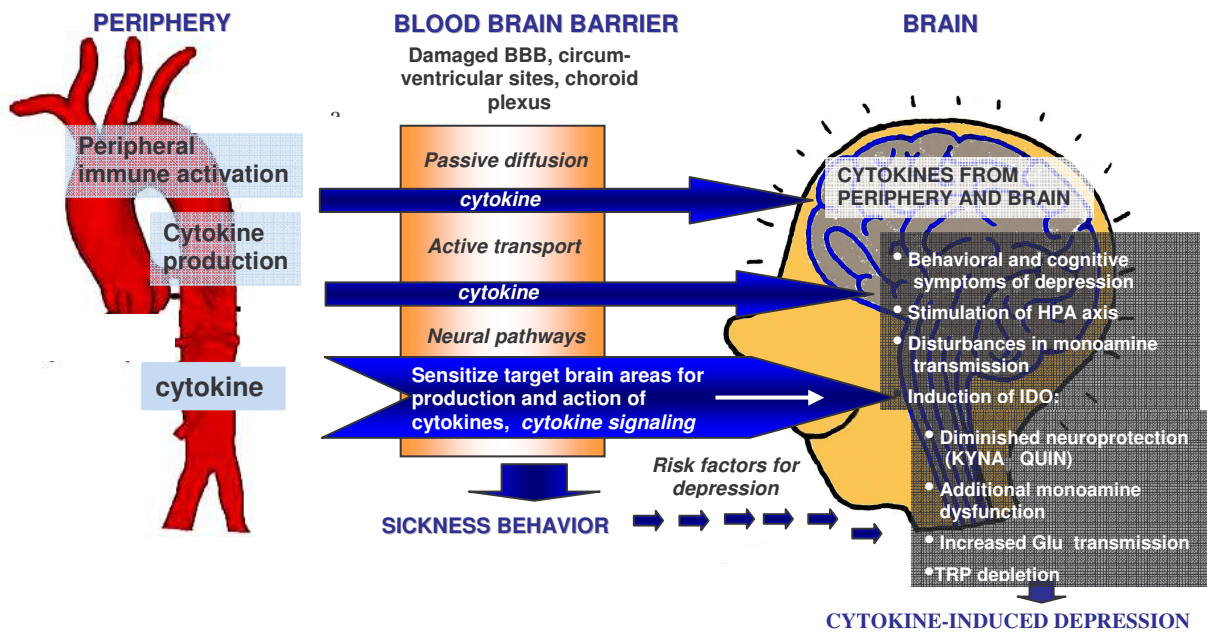 PERIPHERY
BLOOD BRAIN BARRIER
BRAIN
Damaged BBB, circum-
ventricular sites, choroid
plexus
Peripheral
immune activation
Cytokine
production
cytokine
Passive diffusion
cytokine
Active transport
cytokine
Neural pathways
Sensitize target brain areas for
production and action of
cytokines, cytokine signaling
SICKNESS BEHAVIOR
Risk factors for
depression
CYTOKINES FROM
PERIPHERY AND BRAIN
• Behavioral and cognitive
symptoms of depression
• Stimulation of HPA axis
• Disturbances in monoamine
transmission
• Induction of IDO:
• Diminished neuroprotection
(KYNA QUIN)
• Additional monoamine
dysfunction
• Increased Glu transmission
•TRP depletion
CYTOKINE-INDUCED DEPRESSION